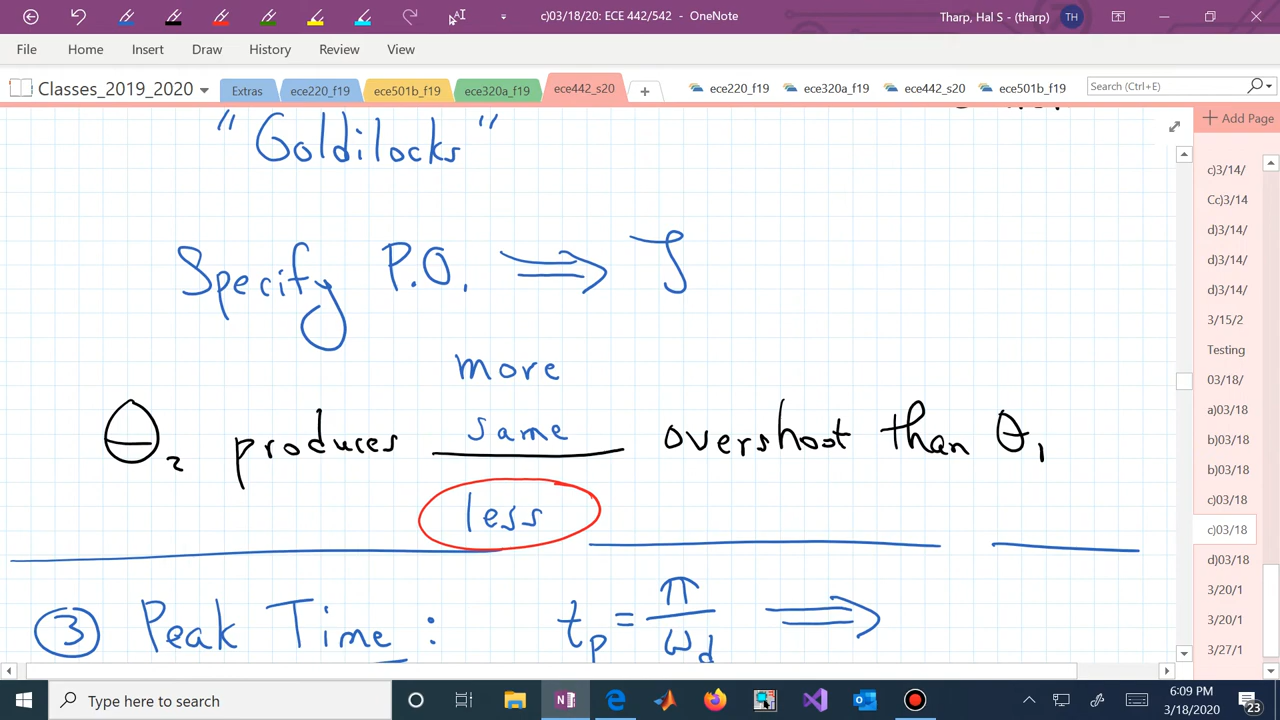 c)03/18/20: ECE 442/542 - OneNote
Tharp, Hal S - (tharp)
TH
File Home Insert Draw History Review View
Classes_2019_2020
Extras ece220_f19 ece501b_f19 ece320a_f19 ece442_s20 +
ece220_f19 ece320a_f19 ece442_s20 ece501b_f19
Search (Ctrl+E)
+ Add Page
"Goldilocks"
Specify P.O. ⟹ ζ
more
θ₂ produces same overshoot than θ₁
less
③ Peak Time : tp = π/ωd ⟹
c)3/14/
Cc)3/14
d)3/14/
d)3/14/
d)3/14/
3/15/2
Testing
03/18/
a)03/18
b)03/18
b)03/18
c)03/18
c)03/18
d)03/18
3/20/1
3/20/1
3/27/1
Type here to search
6:09 PM
3/18/2020
23